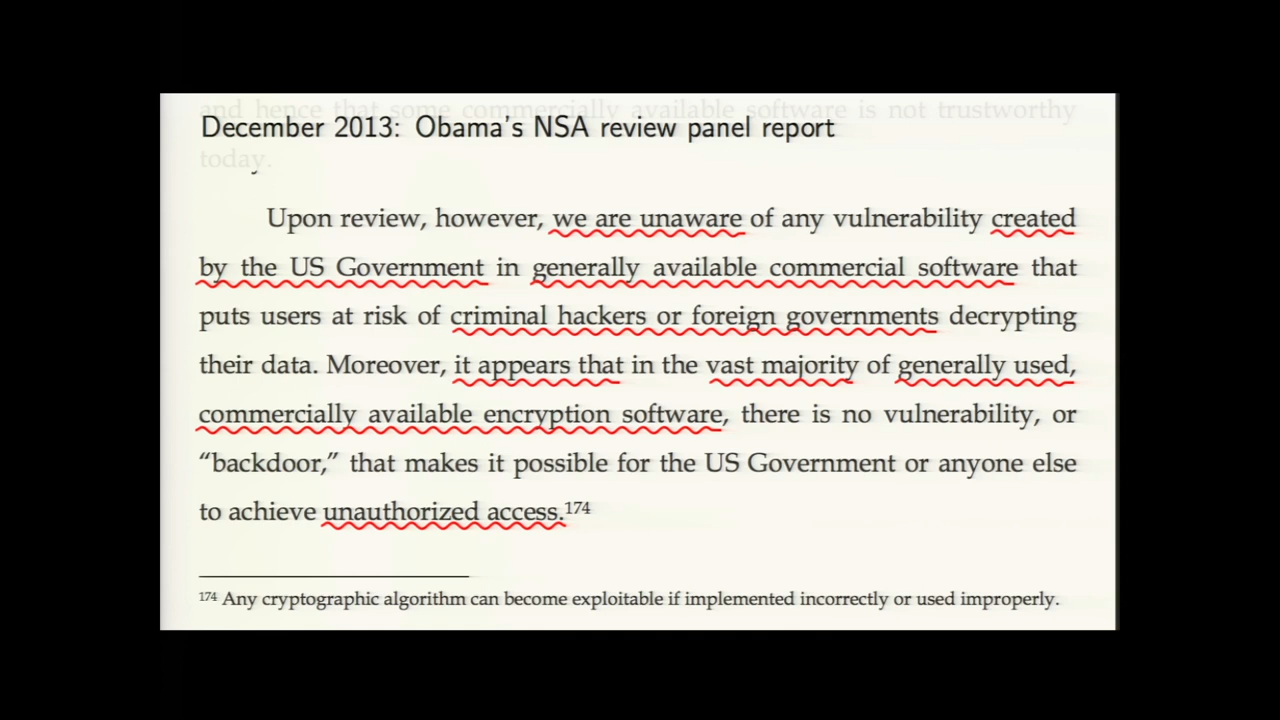 and hence that some commercially available software is not trustworthy
December 2013: Obama's NSA review panel report
today.
Upon review, however, we are unaware of any vulnerability created
by the US Government in generally available commercial software that
puts users at risk of criminal hackers or foreign governments decrypting
their data. Moreover, it appears that in the vast majority of generally used,
commercially available encryption software, there is no vulnerability, or
“backdoor,” that makes it possible for the US Government or anyone else
to achieve unauthorized access.174
174 Any cryptographic algorithm can become exploitable if implemented incorrectly or used improperly.